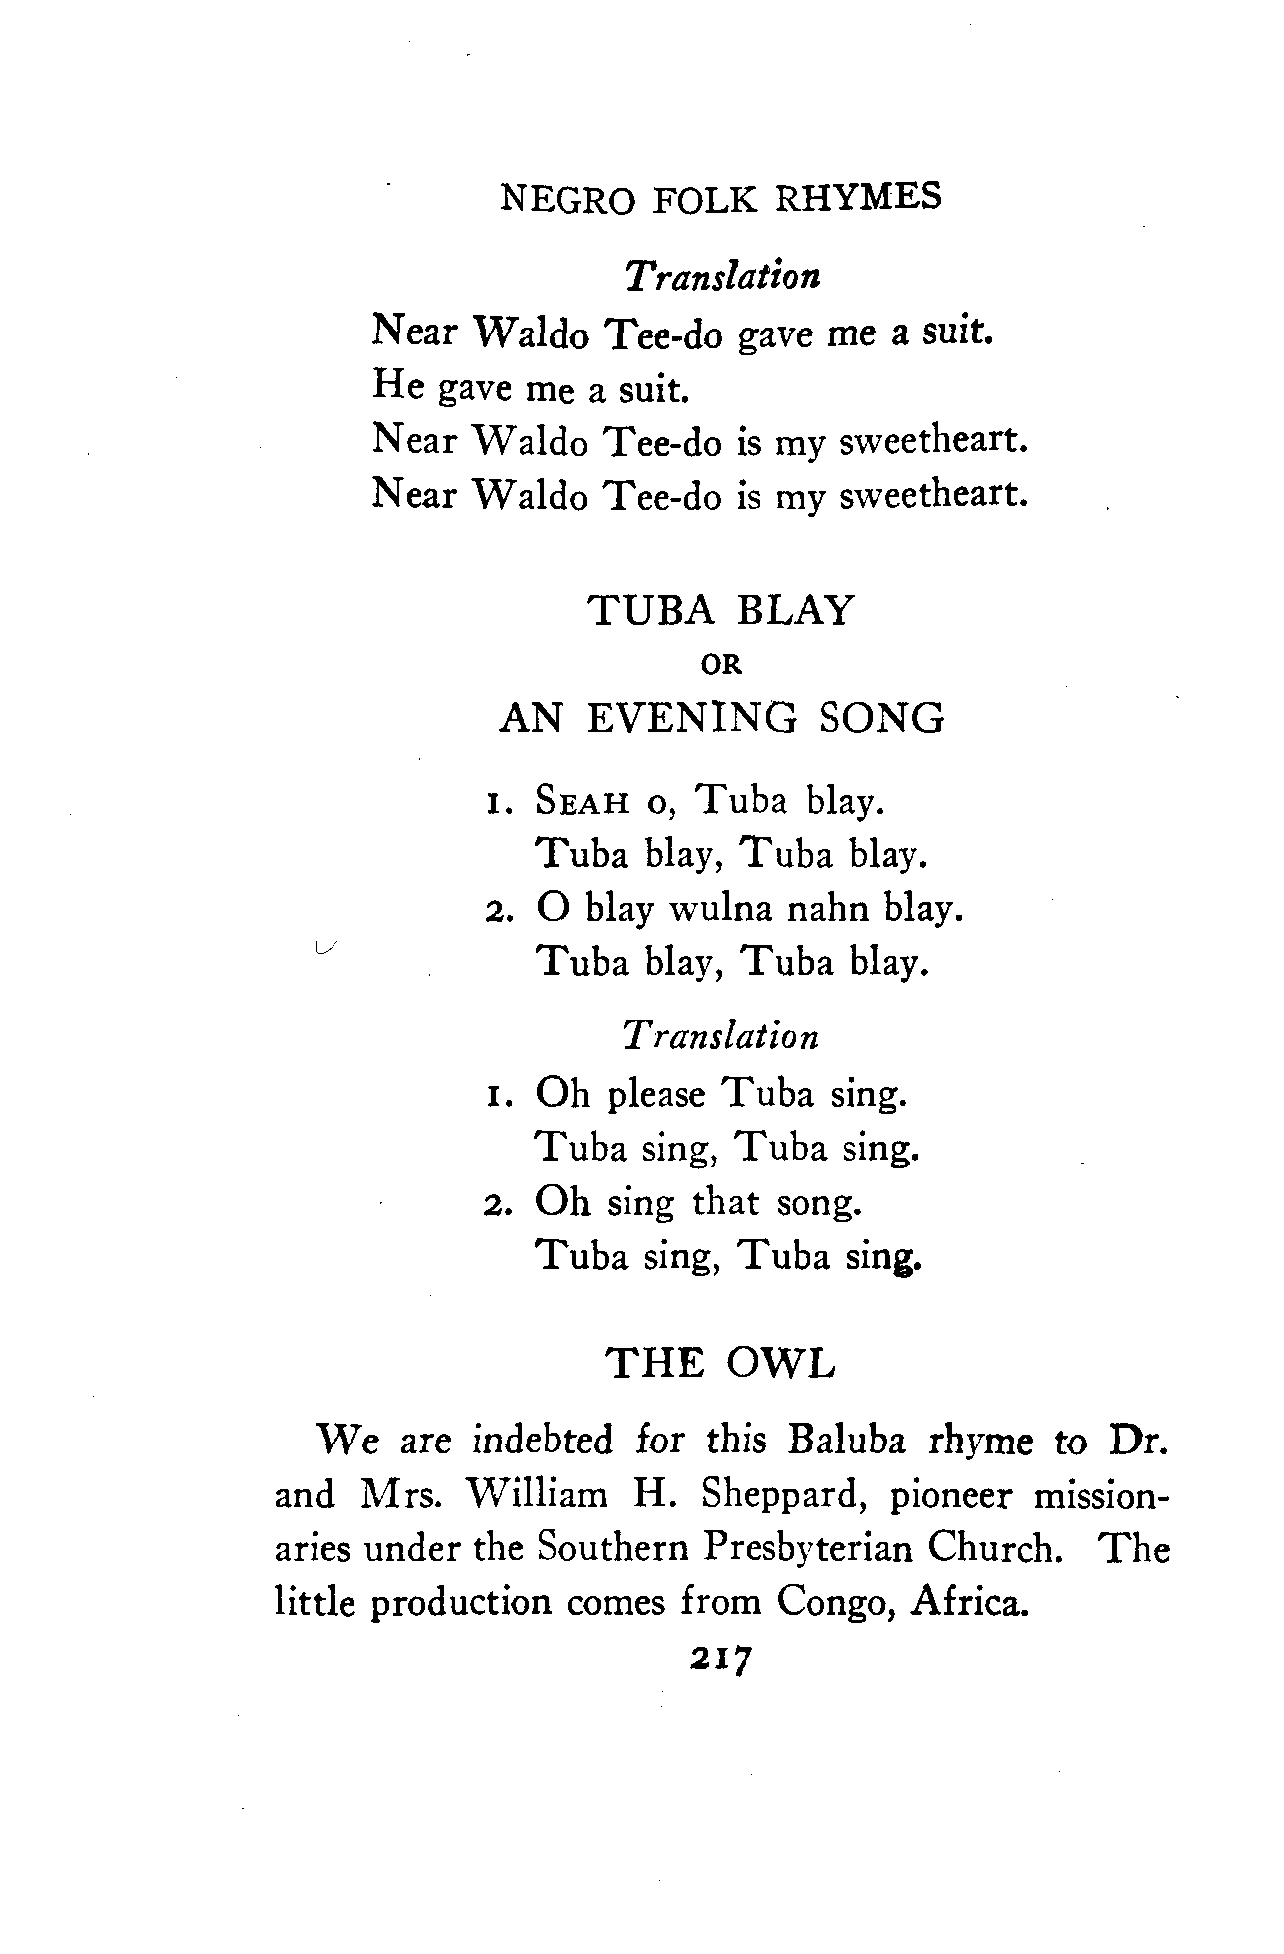 NEGRO FOLK RHYMES
Translation
Near Waldo Tee-do gave me a suit.
He gave me a suit.
Near Waldo Tee-do is my sweetheart.
Near Waldo Tee-do is my sweetheart.
TUBA BLAY
OR
AN EVENING SONG
1. SEAH O, Tuba blay.
Tuba blay, Tuba blay.
2. O blay wulna nahn blay.
Tuba blay, Tuba blay.
Translation
1. Oh please Tuba sing.
Tuba sing, Tuba sing.
2. Oh sing that song.
Tuba sing, Tuba sing.
THE OWL
We are indebted for this Baluba rhyme to Dr.
and Mrs. William H. Sheppard, pioneer mission-
aries under the Southern Presbyterian Church. The
little production comes from Congo, Africa.
217